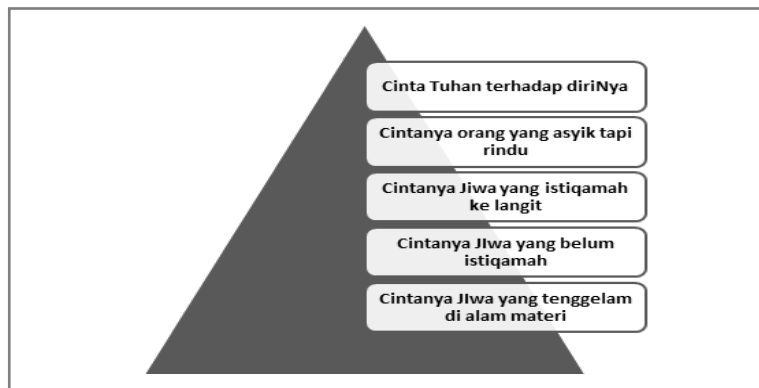 Cinta Tuhan terhadap diriNya
Cintanya orang yang asyik tapi
rindu
Cintanya Jiwa yang istiqamah
ke langit
Cintanya JIwa yang belum
istiqamah
Cintanya JIwa yang tenggelam
di alam materi